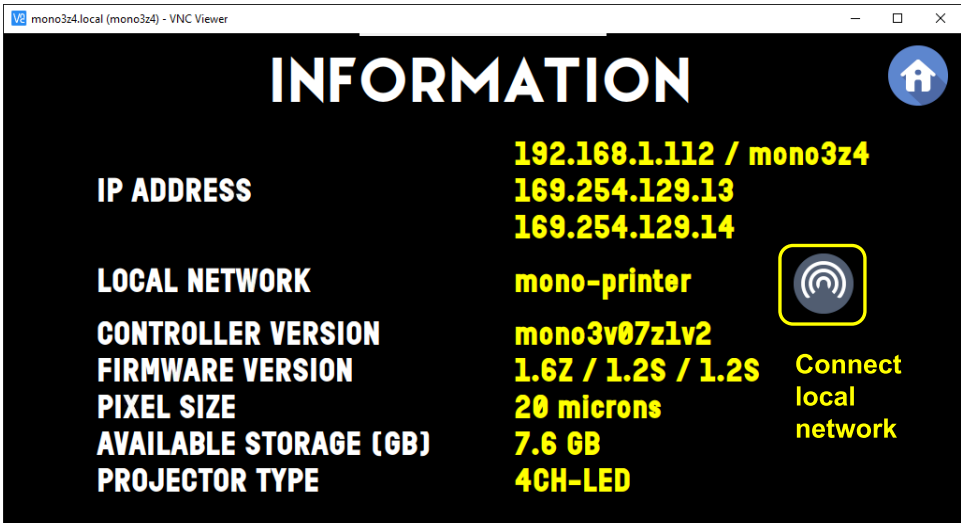 mono3z4.local (mono3z4) - VNC Viewer
INFORMATION
192.168.1.112 / mono3z4
IP ADDRESS 169.254.129.13
169.254.129.14
LOCAL NETWORK mono-printer
CONTROLLER VERSION mono3v07z1v2
FIRMWARE VERSION 1.6Z / 1.2S / 1.2S
PIXEL SIZE 20 microns
AVAILABLE STORAGE (GB) 7.6 GB
PROJECTOR TYPE 4CH-LED
Connect
local
network